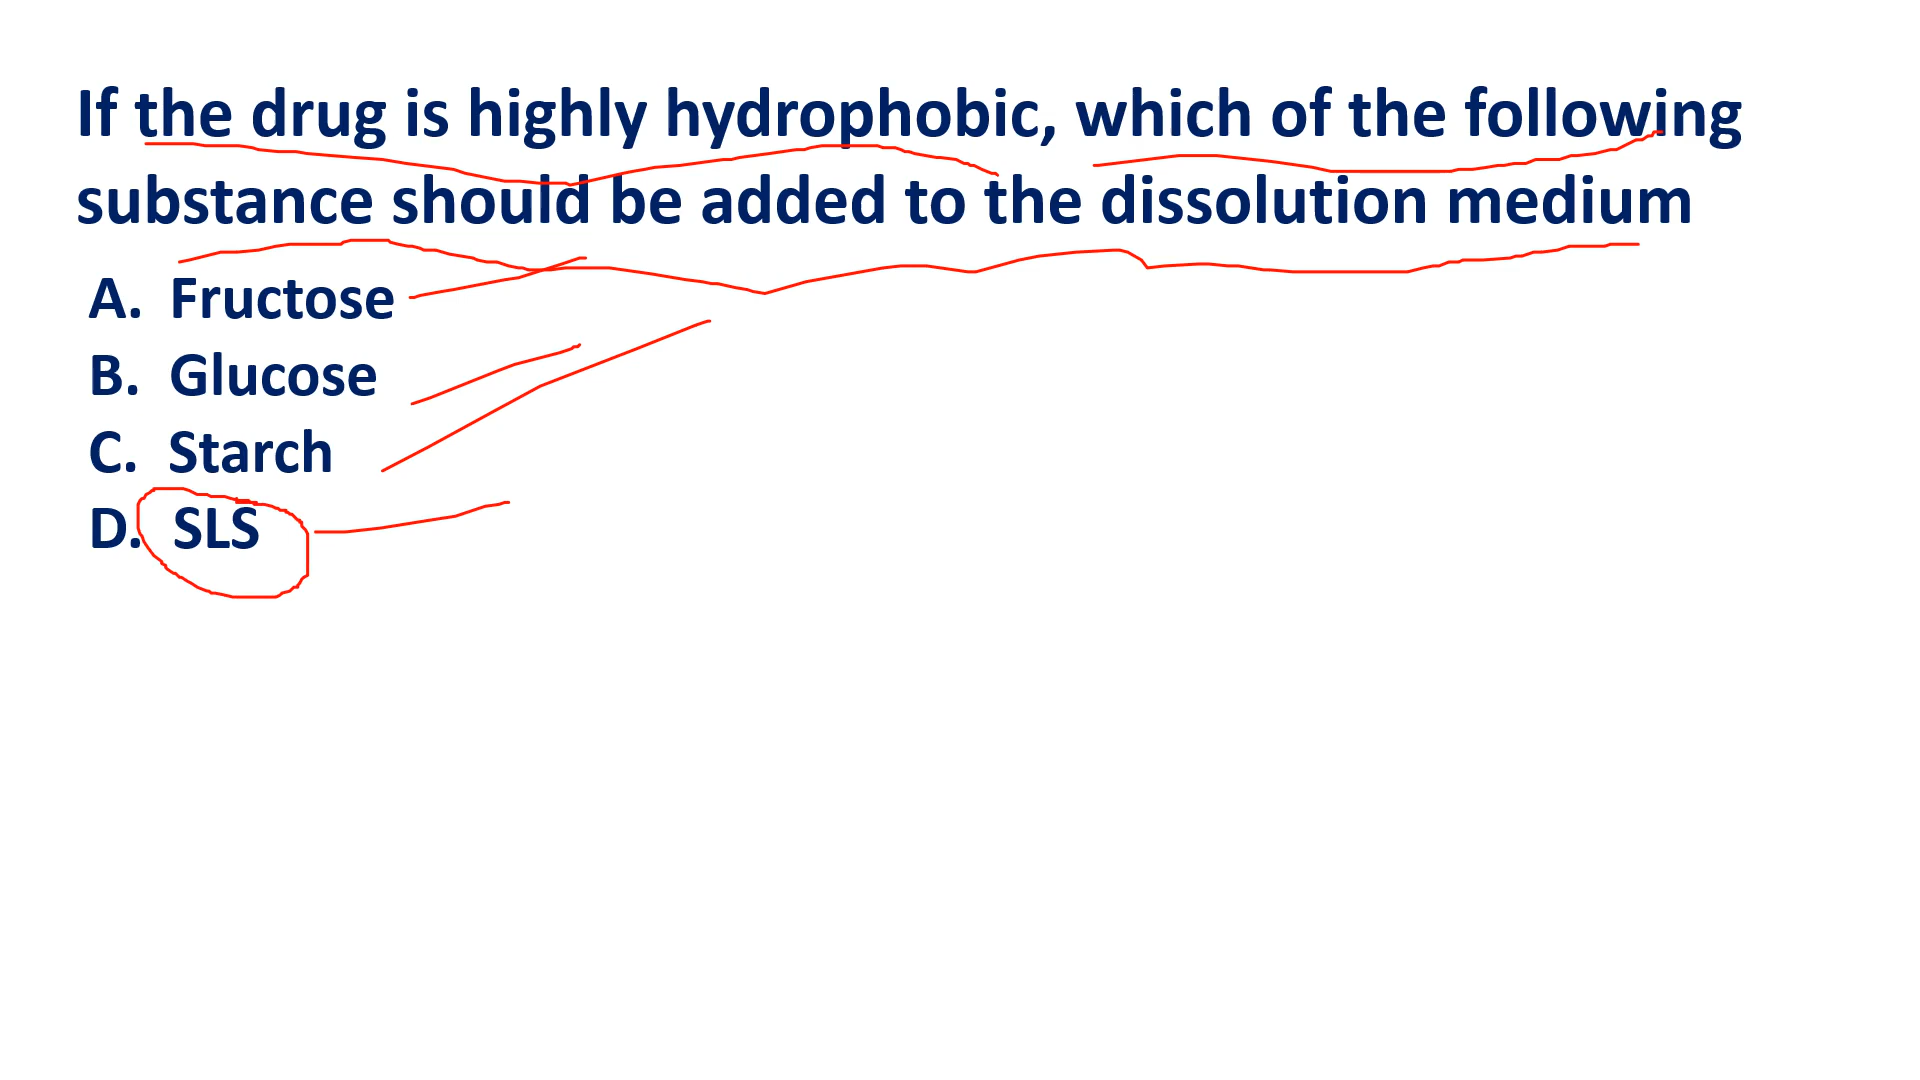 If the drug is highly hydrophobic, which of the following
substance should be added to the dissolution medium
A. Fructose
B. Glucose
C. Starch
D. SLS